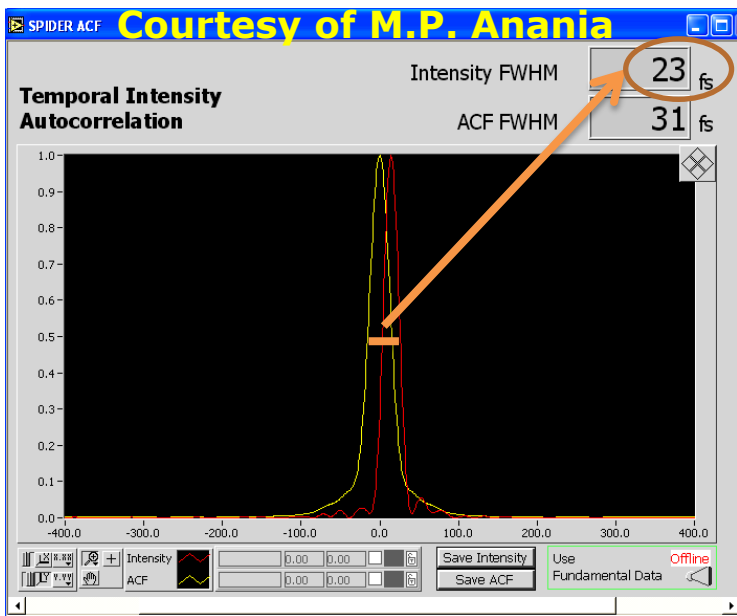 SPIDER ACF
Courtesy of M.P. Anania
Intensity FWHM 23 fs
Temporal Intensity
Autocorrelation
ACF FWHM 31 fs
1.0
0.9
0.8
0.7
0.6
0.5
0.4
0.3
0.2
0.1
0.0
-400.0 -300.0 -200.0 -100.0 0.0 100.0 200.0 300.0 400.0
X X.XX Intensity 0.00 0.00 Save Intensity Use Offline
Y Y.YY ACF 0.00 0.00 Save ACF Fundamental Data